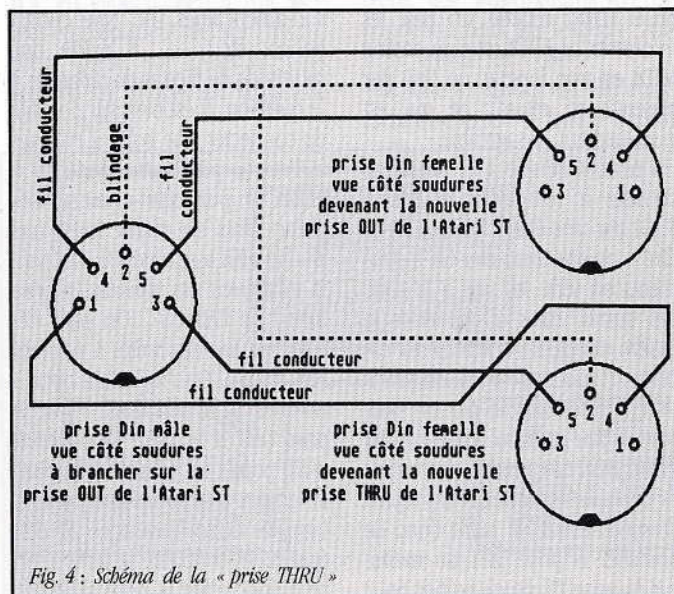 fil conducteur
blindage
fil
conducteur
prise Din femelle
vue côté soudures
devenant la nouvelle
prise OUT de l'Atari ST
5
2
4
3
1
4
2
5
1
3
fil conducteur
fil conducteur
prise Din mâle
vue côté soudures
à brancher sur la
prise OUT de l'Atari ST
prise Din femelle
vue côté soudures
devenant la nouvelle
prise THRU de l'Atari ST
5
2
4
3
1
Fig. 4 : Schéma de la « prise THRU »